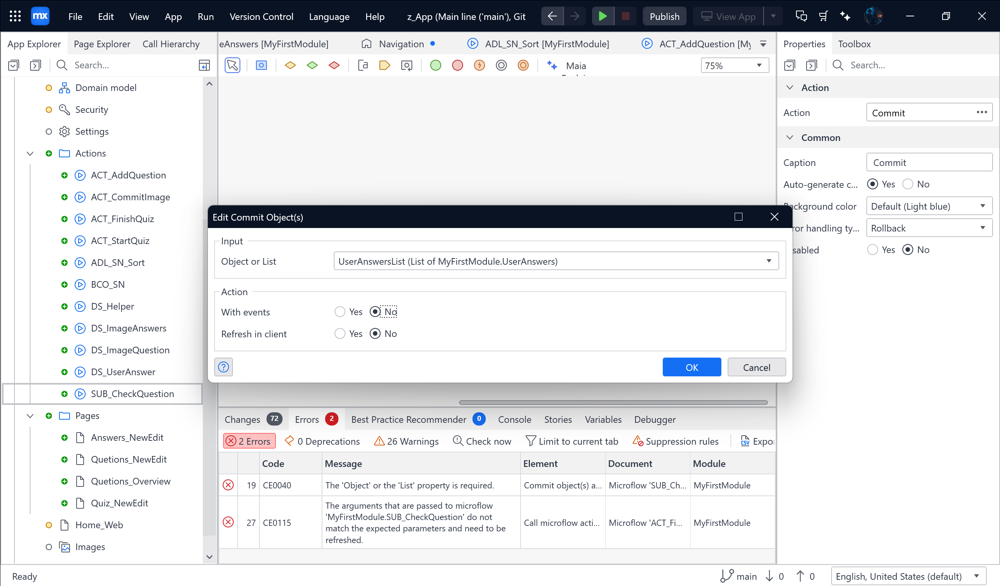 mx File Edit View App Run Version Control Language Help z_App (Main line ('main'), Git Publish View App
App Explorer Page Explorer Call Hierarchy
eAnswers [MyFirstModule] Navigation ADL_SN_Sort [MyFirstModule] ACT_AddQuestion [My
Properties Toolbox
Search...
Maia
75%
Search...
Domain model
Security
Settings
Actions
ACT_AddQuestion
ACT_CommitImage
ACT_FinishQuiz
ACT_StartQuiz
ADL_SN_Sort
BCO_SN
DS_Helper
DS_ImageAnswers
DS_ImageQuestion
DS_UserAnswer
SUB_CheckQuestion
Pages
Answers_NewEdit
Quetions_NewEdit
Quetions_Overview
Quiz_NewEdit
Home_Web
Images
Action
Action Commit
Common
Caption Commit
Auto-generate c... Yes No
ackground color Default (Light blue)
ror handling ty... Rollback
sabled Yes No
Edit Commit Object(s)
Input
Object or List UserAnswersList (List of MyFirstModule.UserAnswers)
Action
With events Yes No
Refresh in client Yes No
? OK Cancel
Changes 72 Errors 2 Best Practice Recommender 0 Console Stories Variables Debugger
2 Errors 0 Deprecations 26 Warnings Check now Limit to current tab Suppression rules CSV Expor
Code Message Element Document Module
19 CE0040 The 'Object' or the 'List' property is required. Commit object(s) a... Microflow 'SUB_Ch... MyFirstModule
27 CE0115 The arguments that are passed to microflow
'MyFirstModule.SUB_CheckQuestion' do not
match the expected parameters and need to be
refreshed. Call microflow acti... Microflow 'ACT_Fi... MyFirstModule
Ready main 0 0 English, United States (default)